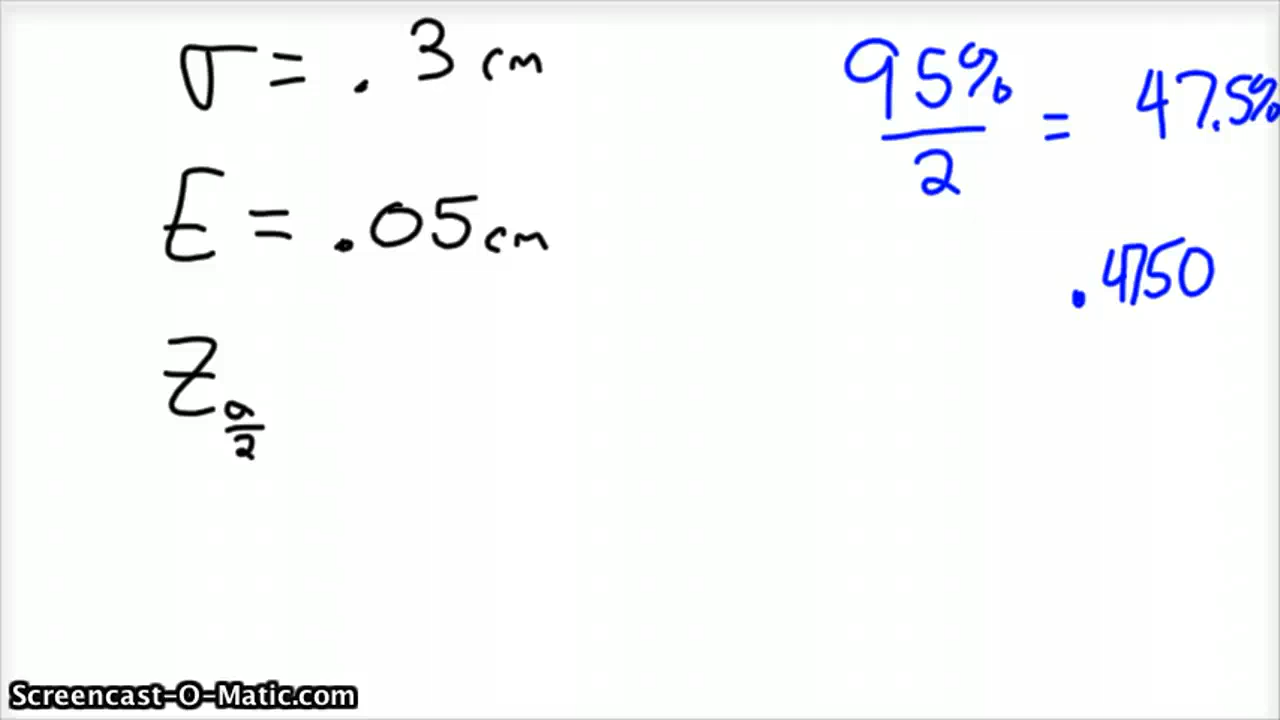 σ = .3 cm
95%/2 = 47.5%
E = .05 cm
.4750
Z σ/2
Screencast-O-Matic.com